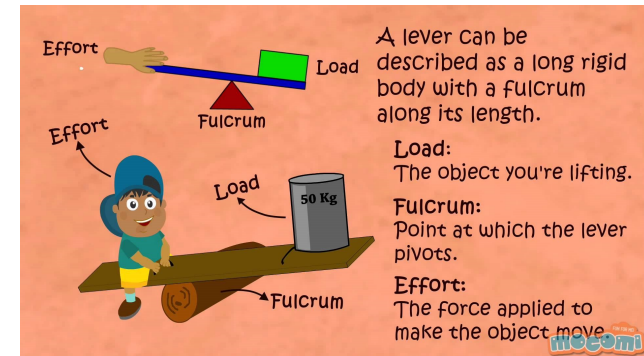 Effort
Load
Fulcrum
Effort
Load
50 Kg
Fulcrum
A lever can be
described as a long rigid
body with a fulcrum
along its length.
Load:
The object you're lifting.
Fulcrum:
Point at which the lever
pivots.
Effort:
The force applied to
make the object move
mocomi